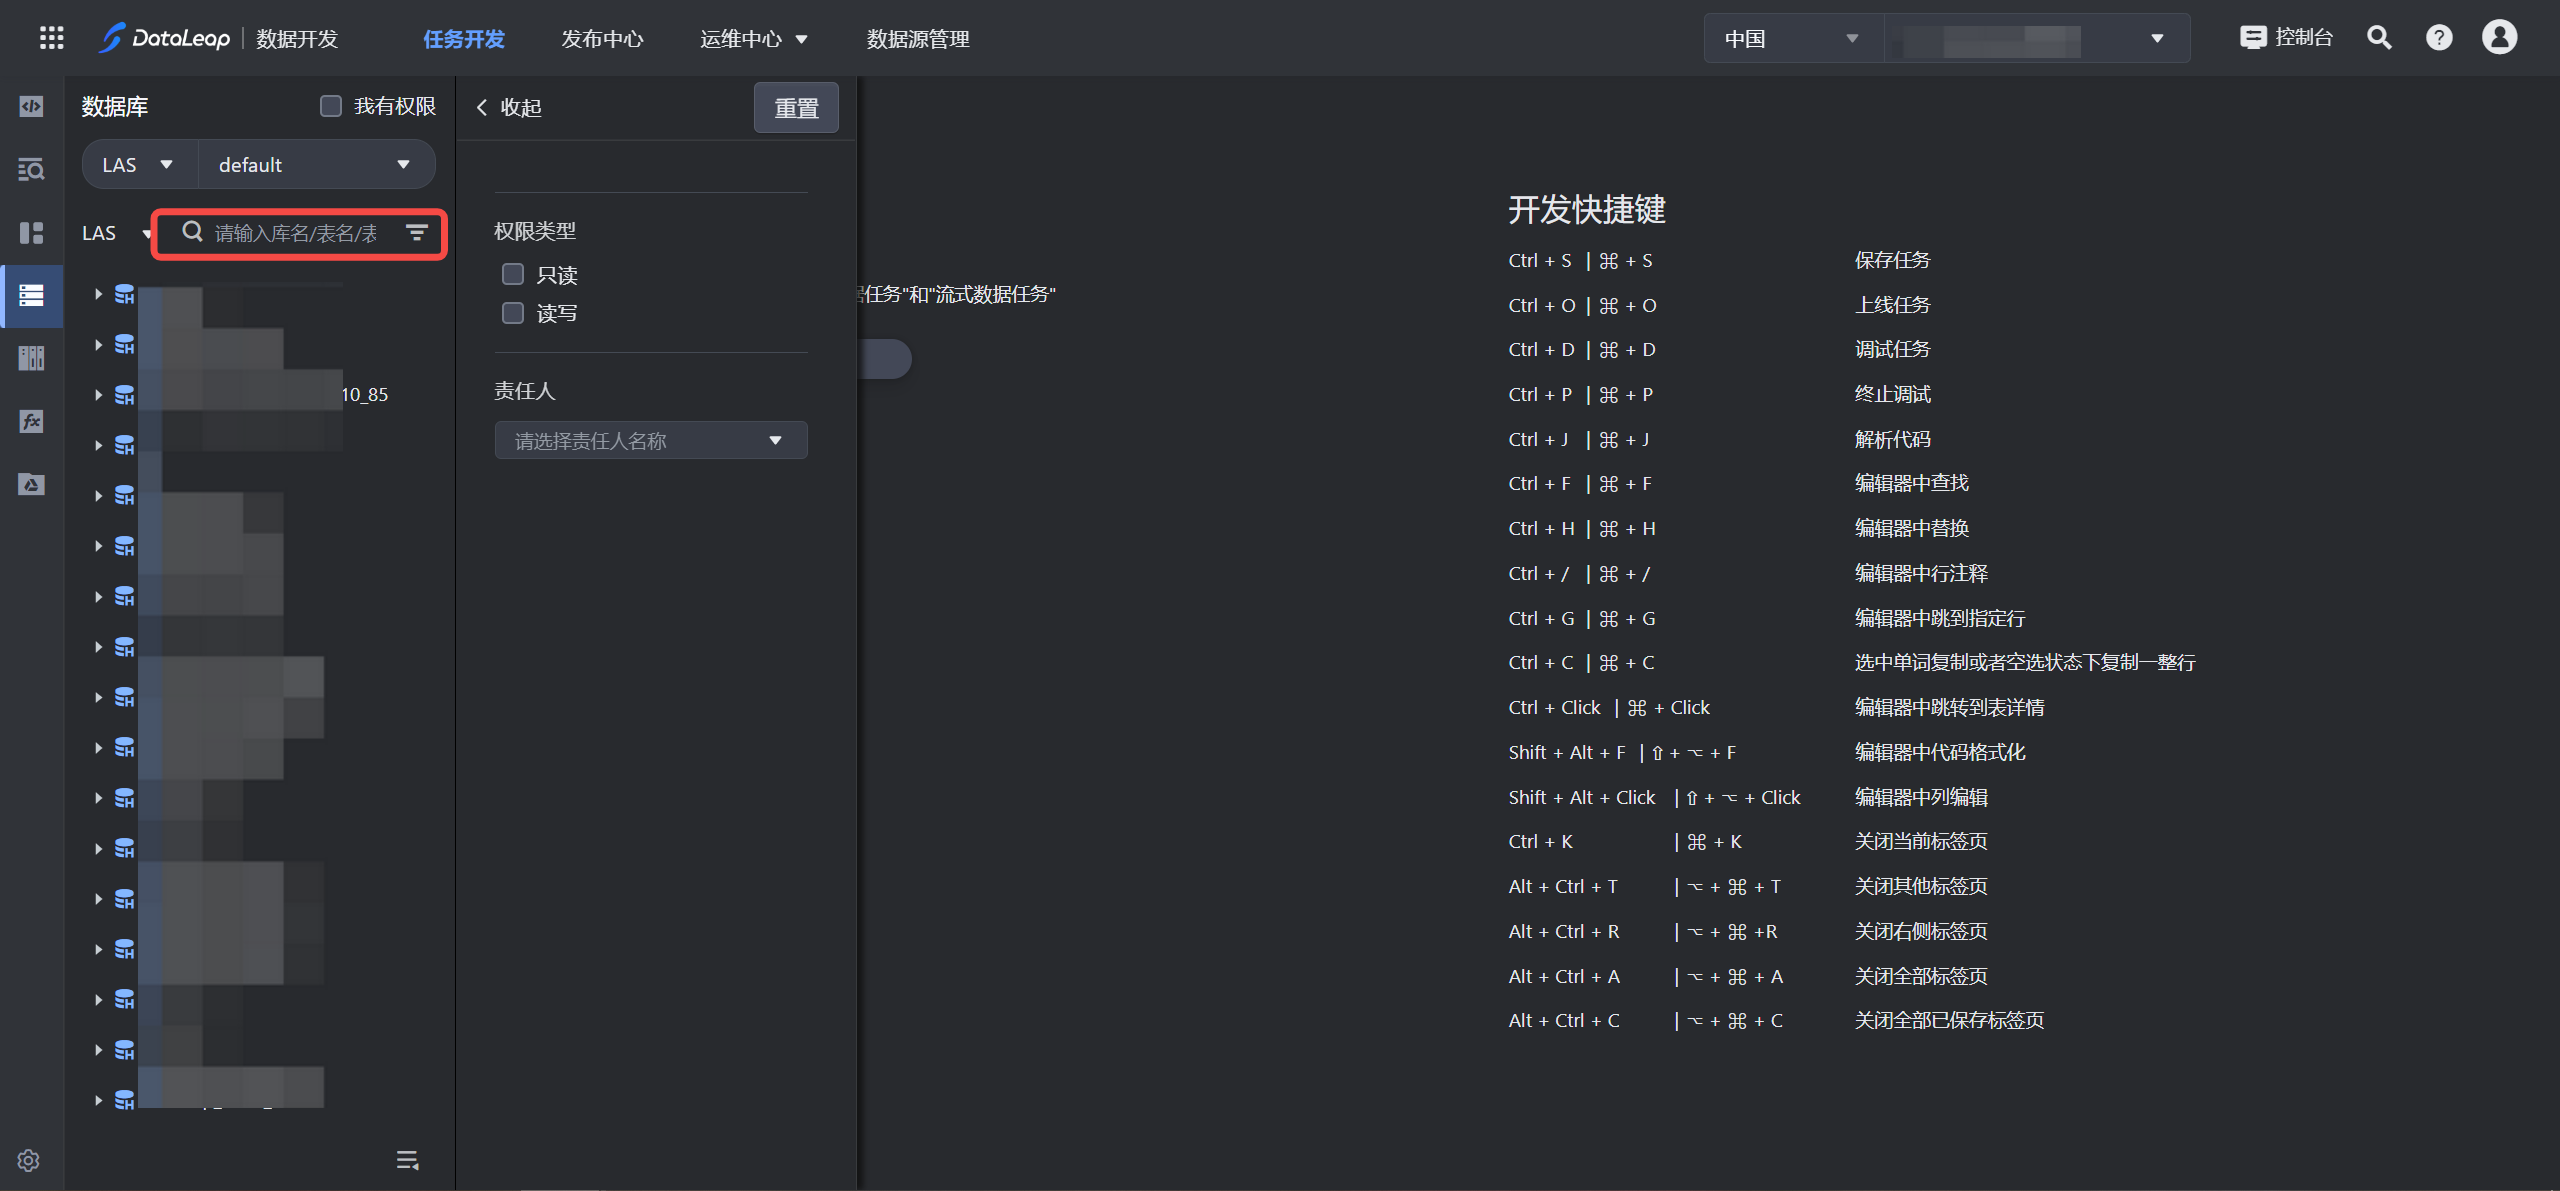 DataLeap 数据开发 任务开发 发布中心 运维中心 数据源管理 中国 控制台
数据库 我有权限
LAS default
LAS 请输入库名/表名/表
10_85
收起 重置
权限类型
只读
读写
责任人
请选择责任人名称
任务"和"流式数据任务"
开发快捷键
Ctrl + S | ⌘ + S 保存任务
Ctrl + O | ⌘ + O 上线任务
Ctrl + D | ⌘ + D 调试任务
Ctrl + P | ⌘ + P 终止调试
Ctrl + J | ⌘ + J 解析代码
Ctrl + F | ⌘ + F 编辑器中查找
Ctrl + H | ⌘ + H 编辑器中替换
Ctrl + / | ⌘ + / 编辑器中行注释
Ctrl + G | ⌘ + G 编辑器中跳到指定行
Ctrl + C | ⌘ + C 选中单词复制或者空选状态下复制一整行
Ctrl + Click | ⌘ + Click 编辑器中跳转到表详情
Shift + Alt + F | ⇧ + ⌥ + F 编辑器中代码格式化
Shift + Alt + Click | ⇧ + ⌥ + Click 编辑器中列编辑
Ctrl + K | ⌘ + K 关闭当前标签页
Alt + Ctrl + T | ⌥ + ⌘ + T 关闭其他标签页
Alt + Ctrl + R | ⌥ + ⌘ +R 关闭右侧标签页
Alt + Ctrl + A | ⌥ + ⌘ + A 关闭全部标签页
Alt + Ctrl + C | ⌥ + ⌘ + C 关闭全部已保存标签页